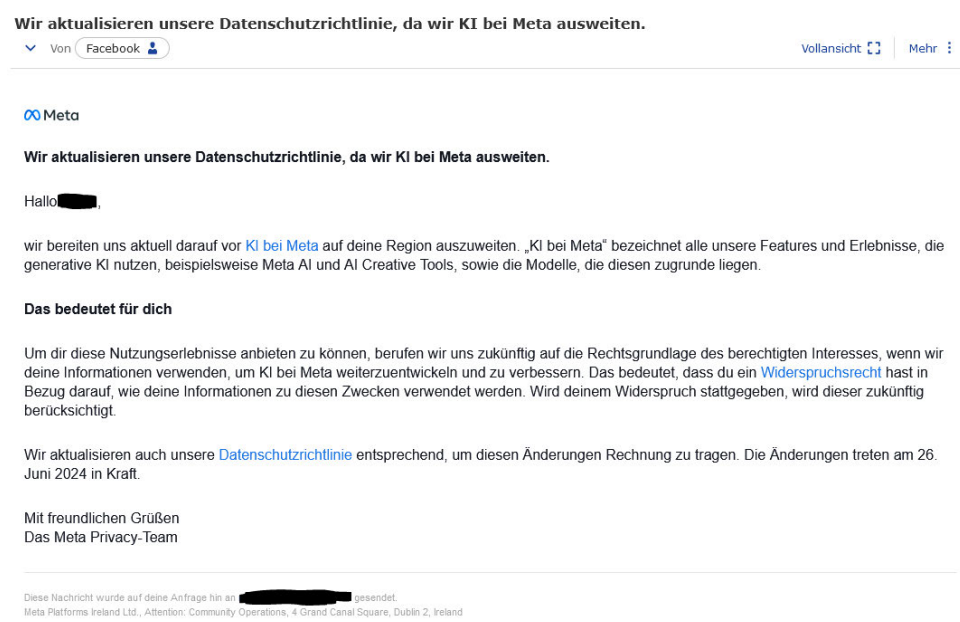 Wir aktualisieren unsere Datenschutzrichtlinie, da wir KI bei Meta ausweiten.
Von Facebook Vollansicht Mehr
Meta
Wir aktualisieren unsere Datenschutzrichtlinie, da wir KI bei Meta ausweiten.
Hallo ,
wir bereiten uns aktuell darauf vor KI bei Meta auf deine Region auszuweiten. „KI bei Meta“ bezeichnet alle unsere Features und Erlebnisse, die
generative KI nutzen, beispielsweise Meta AI und AI Creative Tools, sowie die Modelle, die diesen zugrunde liegen.
Das bedeutet für dich
Um dir diese Nutzungserlebnisse anbieten zu können, berufen wir uns zukünftig auf die Rechtsgrundlage des berechtigten Interesses, wenn wir
deine Informationen verwenden, um KI bei Meta weiterzuentwickeln und zu verbessern. Das bedeutet, dass du ein Widerspruchsrecht hast in
Bezug darauf, wie deine Informationen zu diesen Zwecken verwendet werden. Wird deinem Widerspruch stattgegeben, wird dieser zukünftig
berücksichtigt.
Wir aktualisieren auch unsere Datenschutzrichtlinie entsprechend, um diesen Änderungen Rechnung zu tragen. Die Änderungen treten am 26.
Juni 2024 in Kraft.
Mit freundlichen Grüßen
Das Meta Privacy-Team
Diese Nachricht wurde auf deine Anfrage hin an gesendet.
Meta Platforms Ireland Ltd., Attention: Community Operations, 4 Grand Canal Square, Dublin 2, Ireland